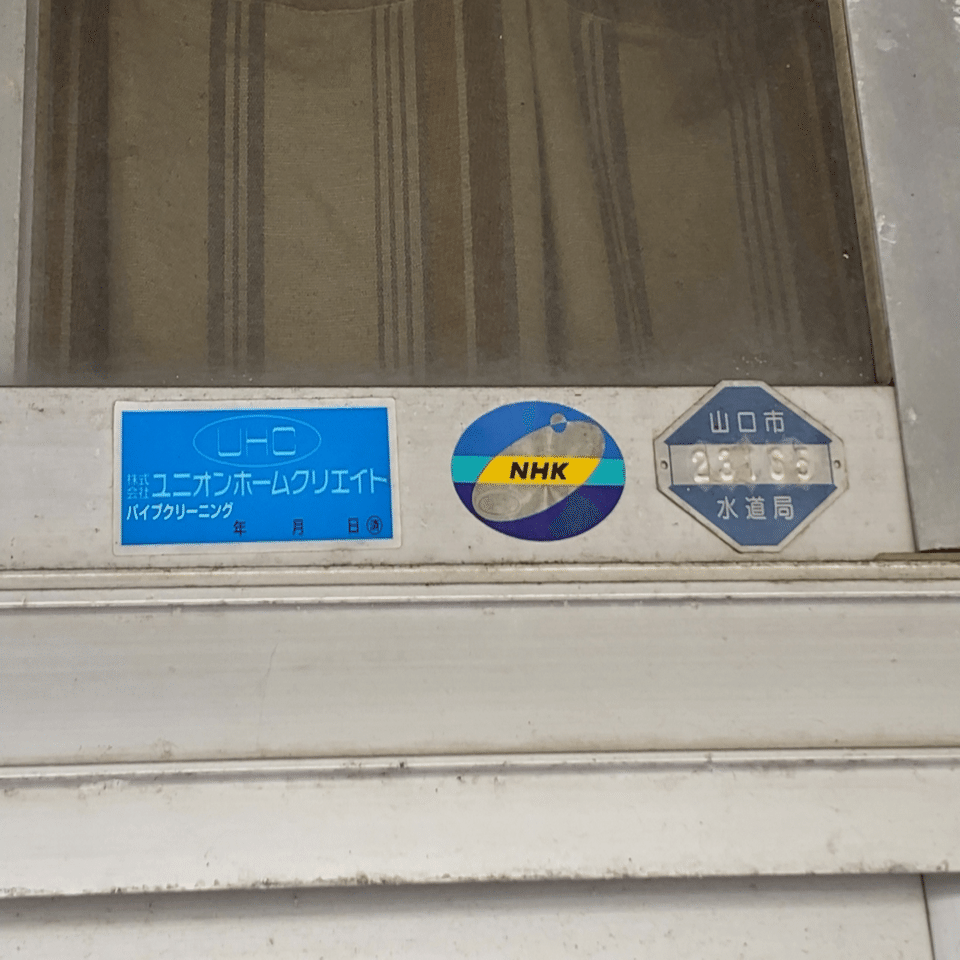 UHC
株式会社 ユニオンホームクリエイト
パイプクリーニング
年 月 日 済
NHK
山口市
水道局